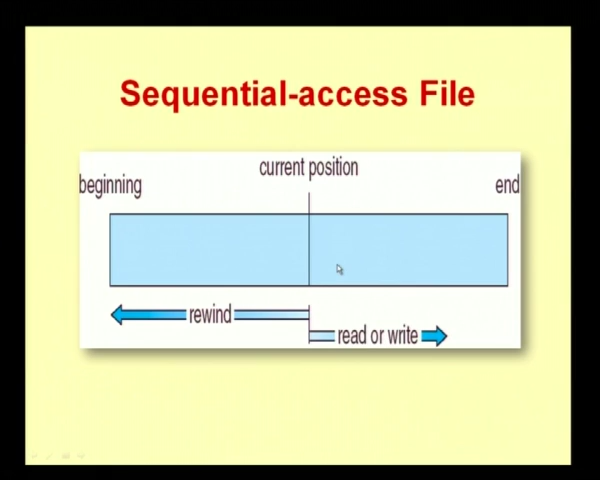 Sequential-access File
current position
beginning
end
rewind
read or write